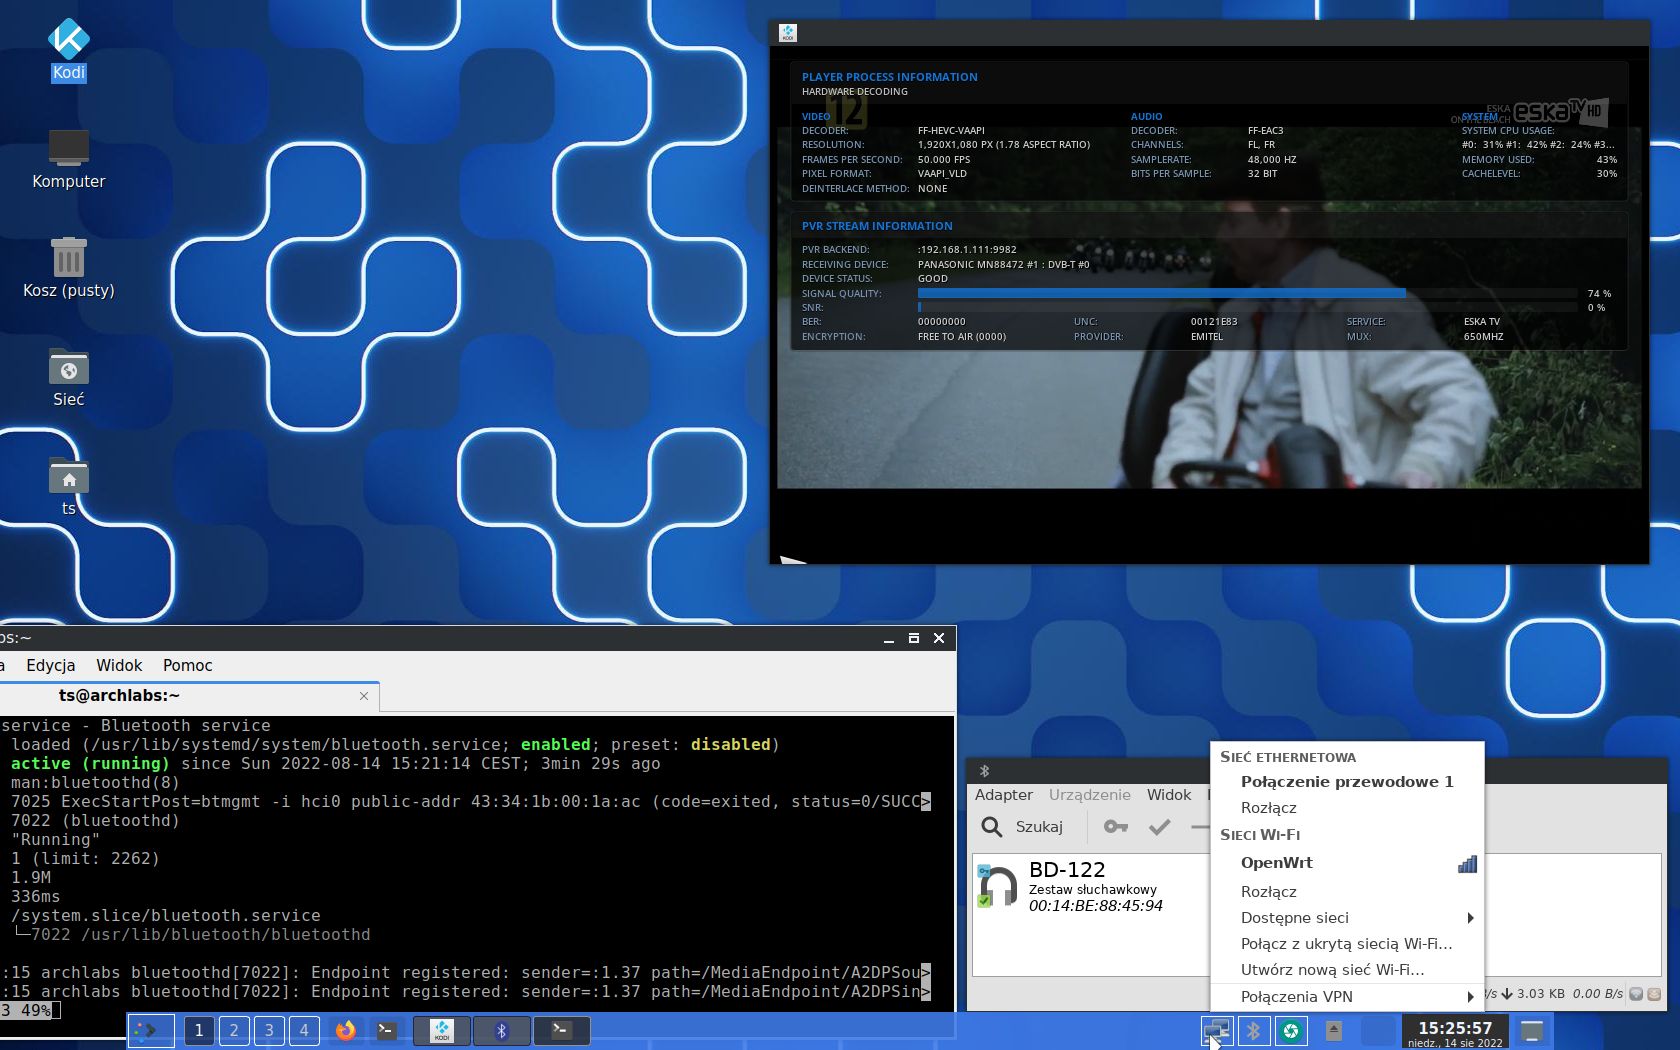 Kodi
Komputer
Kosz (pusty)
Sieć
ts
KODI
PLAYER PROCESS INFORMATION
HARDWARE DECODING
12
ESKA
eska TV HD
VIDEO
DECODER: FF-HEVC-VAAPI
RESOLUTION: 1,920X1,080 PX (1.78 ASPECT RATIO)
FRAMES PER SECOND: 50.000 FPS
PIXEL FORMAT: VAAPI_VLD
DEINTERLACE METHOD: NONE
AUDIO
DECODER: FF-EAC3
CHANNELS: FL, FR
SAMPLERATE: 48,000 HZ
BITS PER SAMPLE: 32 BIT
SYSTEM
SYSTEM CPU USAGE:
#0: 31% #1: 42% #2: 24% #3...
MEMORY USED: 43%
CACHELEVEL: 30%
PVR STREAM INFORMATION
PVR BACKEND: :192.168.1.111:9982
RECEIVING DEVICE: PANASONIC MN88472 #1 : DVB-T #0
DEVICE STATUS: GOOD
SIGNAL QUALITY: 74 %
SNR: 0 %
BER: 00000000 UNC: 00121E83 SERVICE: ESKA TV
ENCRYPTION: FREE TO AIR (0000) PROVIDER: EMITEL MUX: 650MHZ
bs:~
a Edycja Widok Pomoc
ts@archlabs:~
service - Bluetooth service
loaded (/usr/lib/systemd/system/bluetooth.service; enabled; preset: disabled)
active (running) since Sun 2022-08-14 15:21:14 CEST; 3min 29s ago
man:bluetoothd(8)
7025 ExecStartPost=btmgmt -i hci0 public-addr 43:34:1b:00:1a:ac (code=exited, status=0/SUCC>
7022 (bluetoothd)
"Running"
1 (limit: 2262)
1.9M
336ms
/system.slice/bluetooth.service
└─7022 /usr/lib/bluetooth/bluetoothd
:15 archlabs bluetoothd[7022]: Endpoint registered: sender=:1.37 path=/MediaEndpoint/A2DPSou>
:15 archlabs bluetoothd[7022]: Endpoint registered: sender=:1.37 path=/MediaEndpoint/A2DPSin>
3 49%
Adapter Urządzenie Widok
Szukaj
BD-122
Zestaw słuchawkowy
00:14:BE:88:45:94
3.03 KB 0.00 B/s
SIEĆ ETHERNETOWA
Połączenie przewodowe 1
Rozłącz
SIECI WI-FI
OpenWrt
Rozłącz
Dostępne sieci
Połącz z ukrytą siecią Wi-Fi...
Utwórz nową sieć Wi-Fi...
Połączenia VPN
1 2 3 4
KODI
15:25:57
niedz., 14 sie 2022